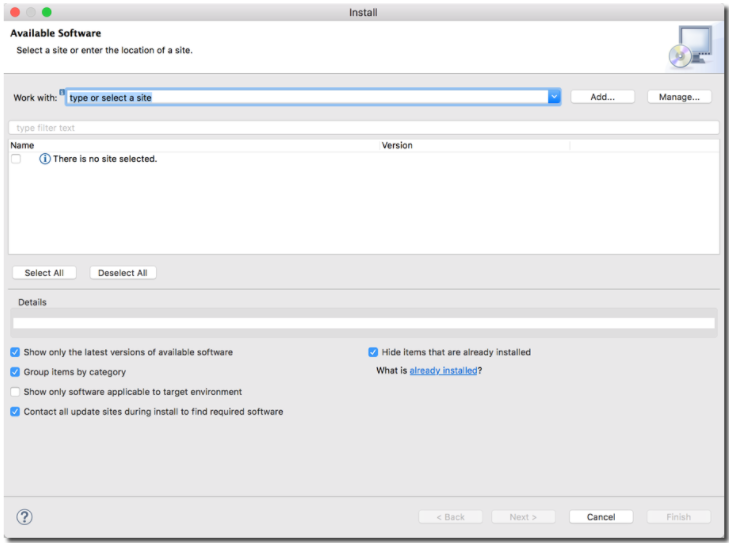 Install
Available Software
Select a site or enter the location of a site.
Work with: type or select a site Add... Manage...
type filter text
Name Version
There is no site selected.
Select All Deselect All
Details
Show only the latest versions of available software Hide items that are already installed
Group items by category What is already installed?
Show only software applicable to target environment
Contact all update sites during install to find required software
? < Back Next > Cancel Finish